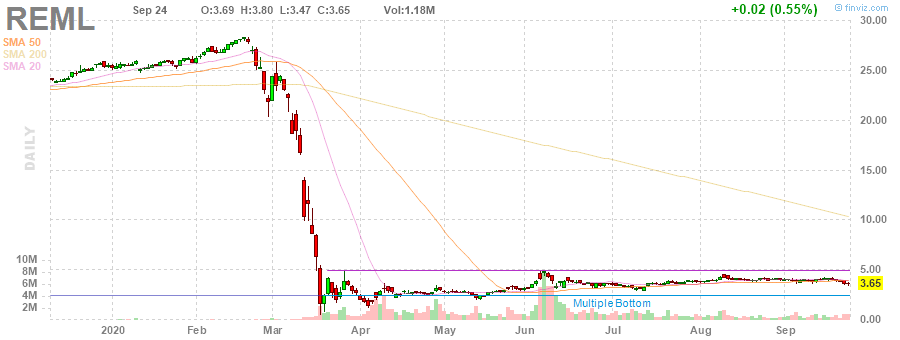 REML Sep 24 O:3.69 H:3.80 L:3.47 C:3.65 Vol:1.18M +0.02 (0.55%) @ finviz.com
30.00
SMA 50
SMA 200
SMA 20
25.00
20.00
DAILY
15.00
10.00
10M
8M 5.00
6M 3.65
4M
2M Multiple Bottom
0.00
2020 Feb Mar Apr May Jun Jul Aug Sep